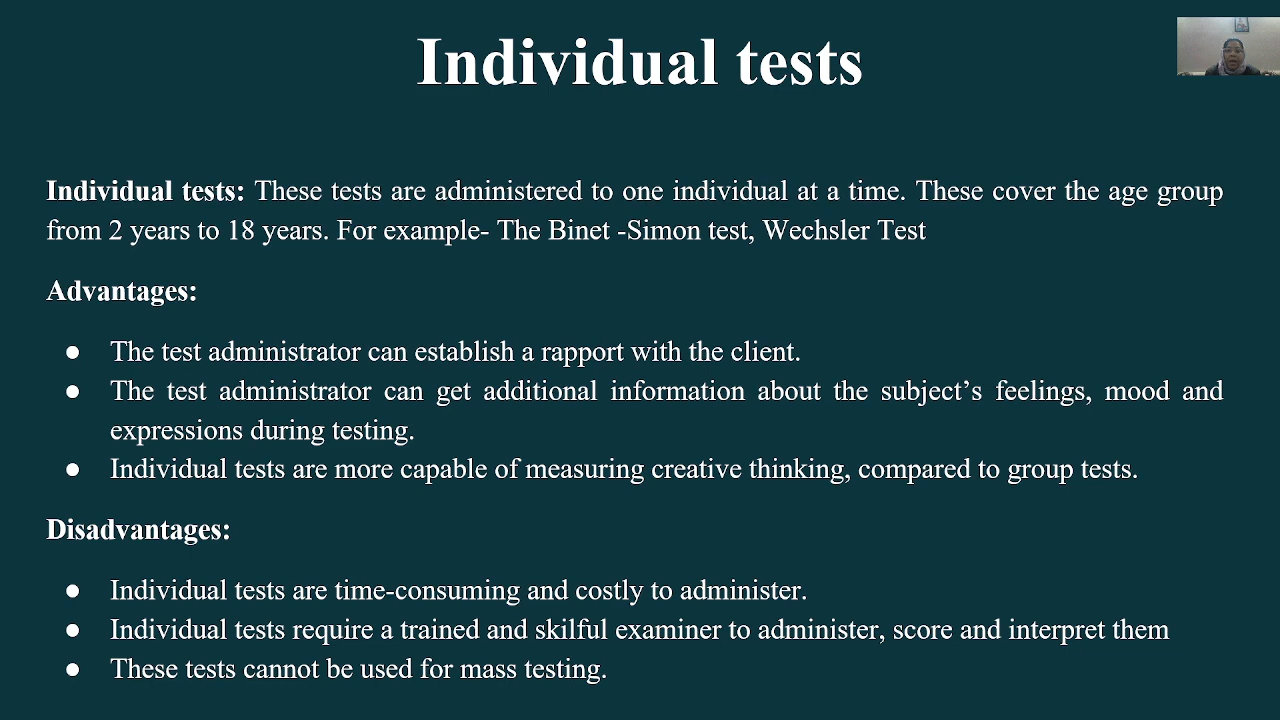 Individual tests
Individual tests: These tests are administered to one individual at a time. These cover the age group
from 2 years to 18 years. For example- The Binet -Simon test, Wechsler Test
Advantages:
● The test administrator can establish a rapport with the client.
● The test administrator can get additional information about the subject’s feelings, mood and
expressions during testing.
● Individual tests are more capable of measuring creative thinking, compared to group tests.
Disadvantages:
● Individual tests are time-consuming and costly to administer.
● Individual tests require a trained and skilful examiner to administer, score and interpret them
● These tests cannot be used for mass testing.